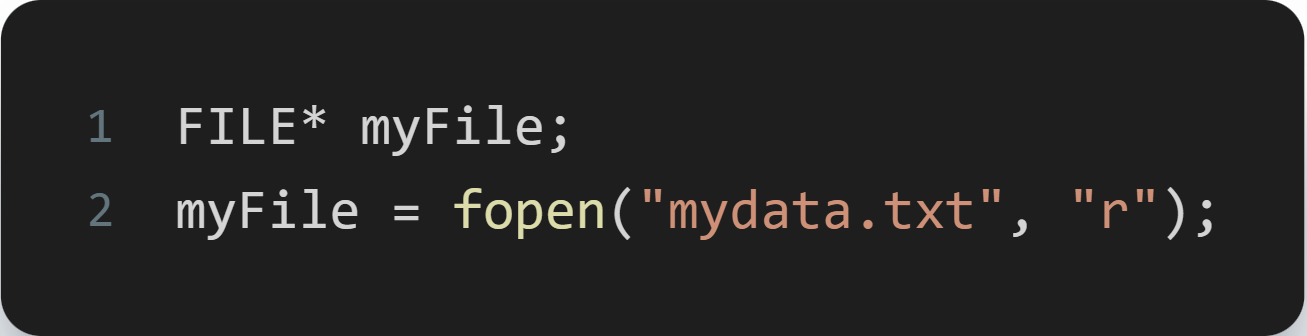 1 FILE* myFile;
2 myFile = fopen("mydata.txt", "r");